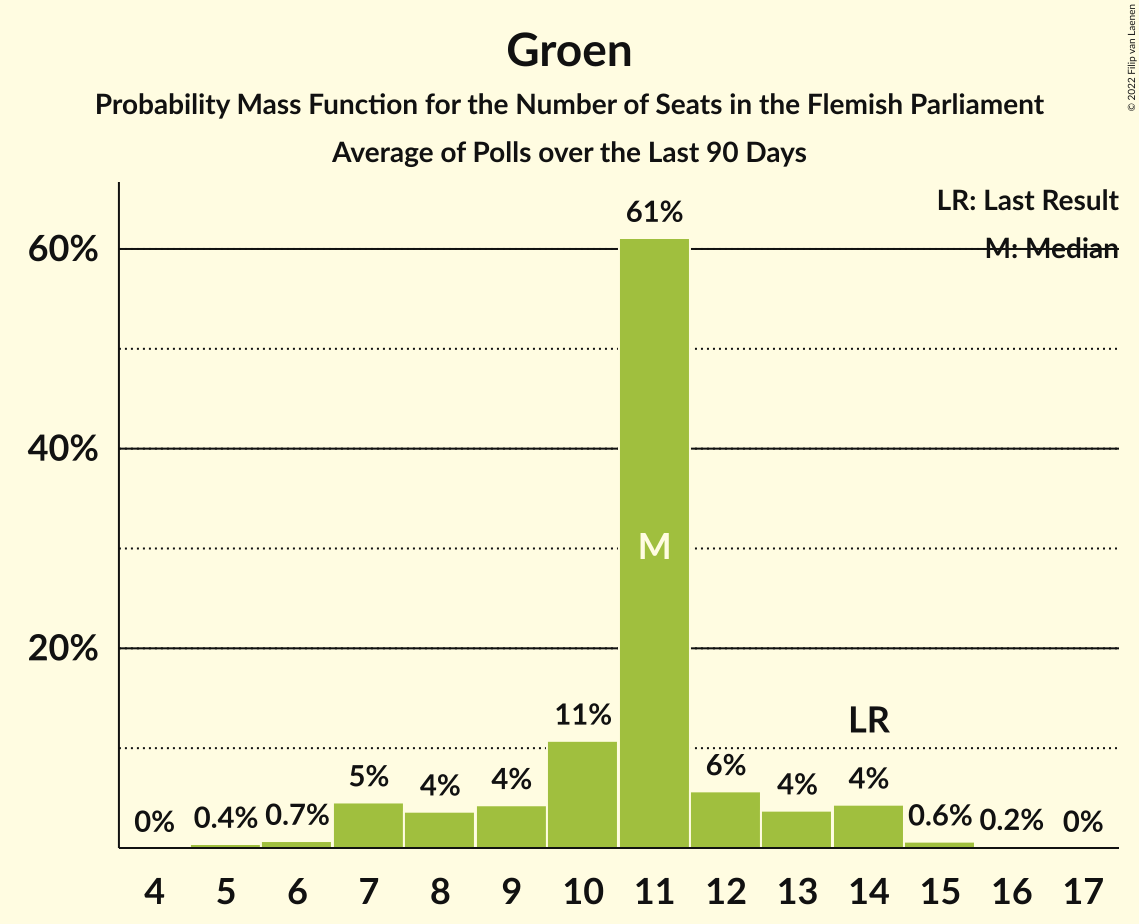 Groen
Probability Mass Function for the Number of Seats in the Flemish Parliament
Average of Polls over the Last 90 Days
© 2022 Filip van Laenen
LR: Last Result
M: Median
60%
40%
20%
0%
0.4%
0.7%
5%
4%
4%
11%
61%
M
6%
4%
LR
4%
0.6%
0.2%
0%
4 5 6 7 8 9 10 11 12 13 14 15 16 17